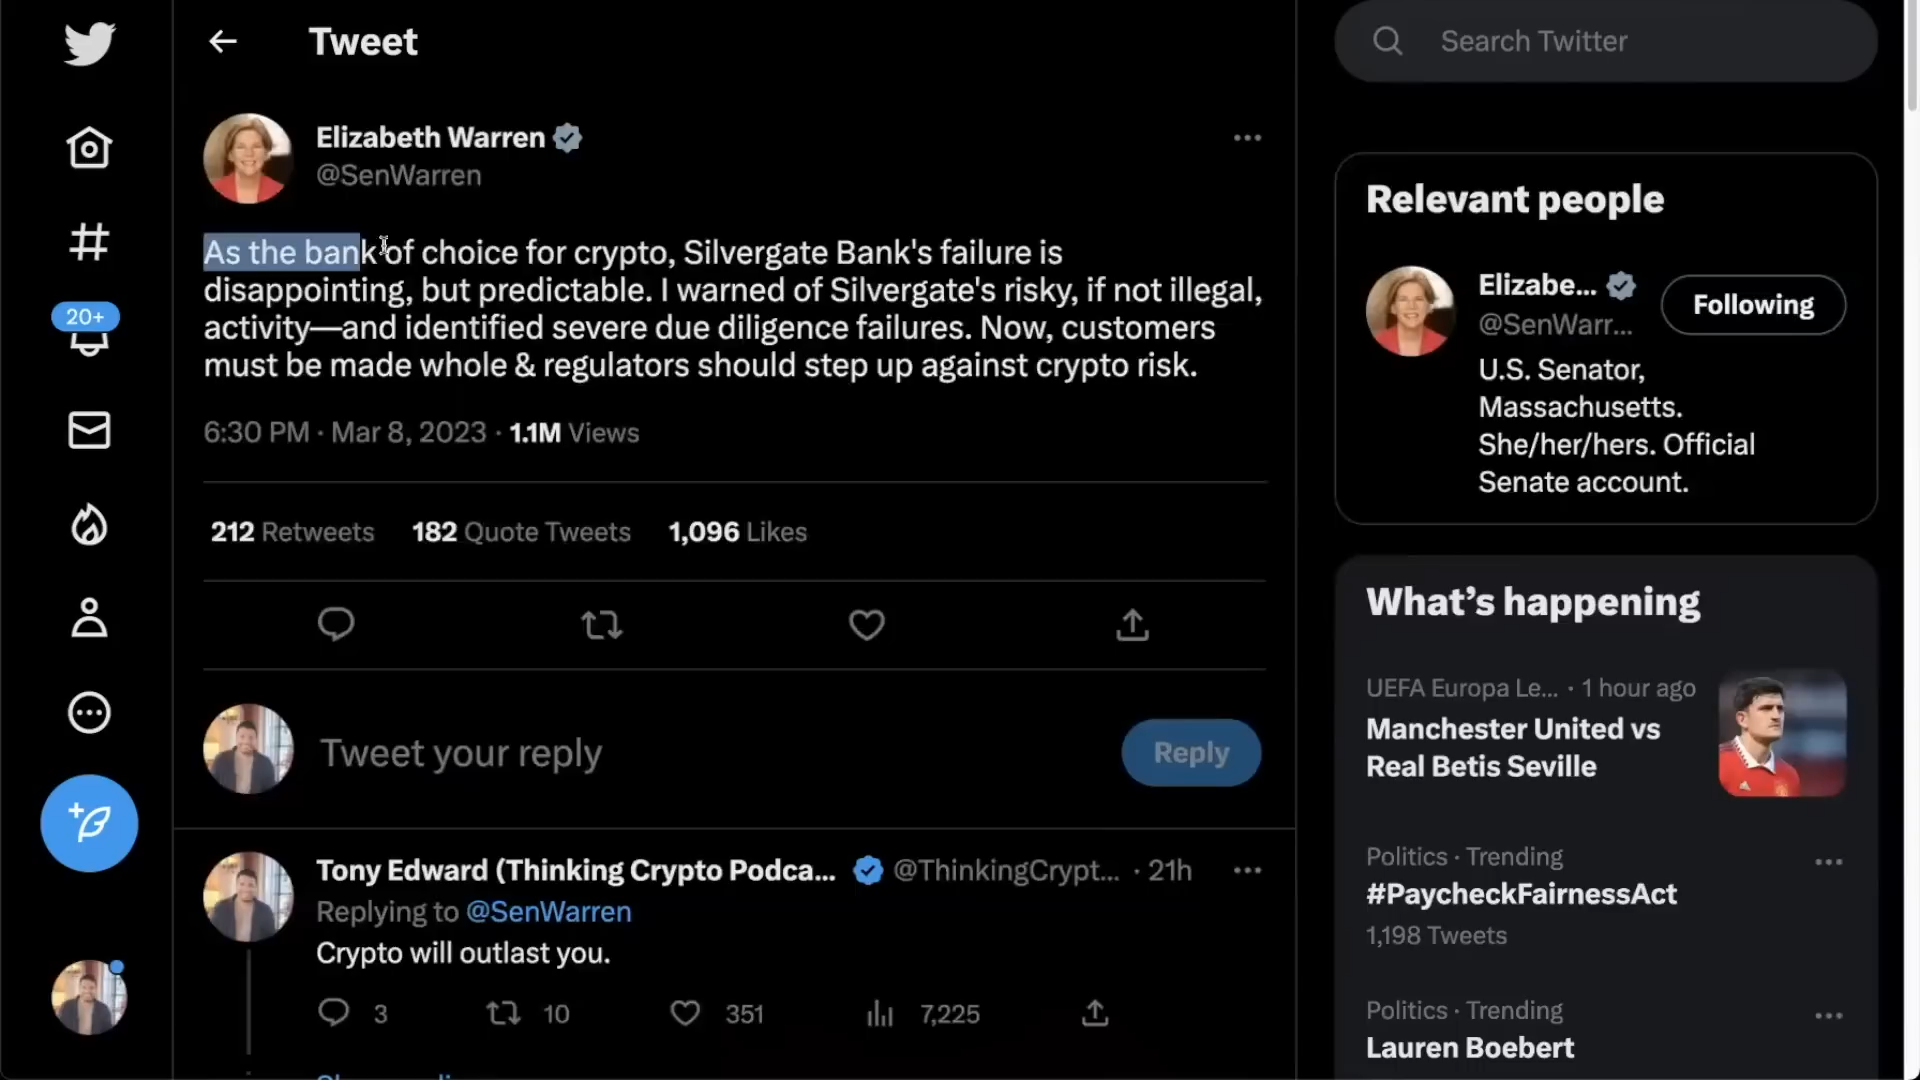 Tweet
Elizabeth Warren
@SenWarren
As the bank of choice for crypto, Silvergate Bank's failure is
disappointing, but predictable. I warned of Silvergate's risky, if not illegal,
activity—and identified severe due diligence failures. Now, customers
must be made whole & regulators should step up against crypto risk.
6:30 PM · Mar 8, 2023 · 1.1M Views
212 Retweets 182 Quote Tweets 1,096 Likes
Tweet your reply
Reply
Tony Edward (Thinking Crypto Podca... @ThinkingCrypt... · 21h
Replying to @SenWarren
Crypto will outlast you.
3 10 351 7,225
20+
Search Twitter
Relevant people
Elizabe...
@SenWarr...
Following
U.S. Senator,
Massachusetts.
She/her/hers. Official
Senate account.
What's happening
UEFA Europa Le... · 1 hour ago
Manchester United vs
Real Betis Seville
Politics · Trending
#PaycheckFairnessAct
1,198 Tweets
Politics · Trending
Lauren Boebert